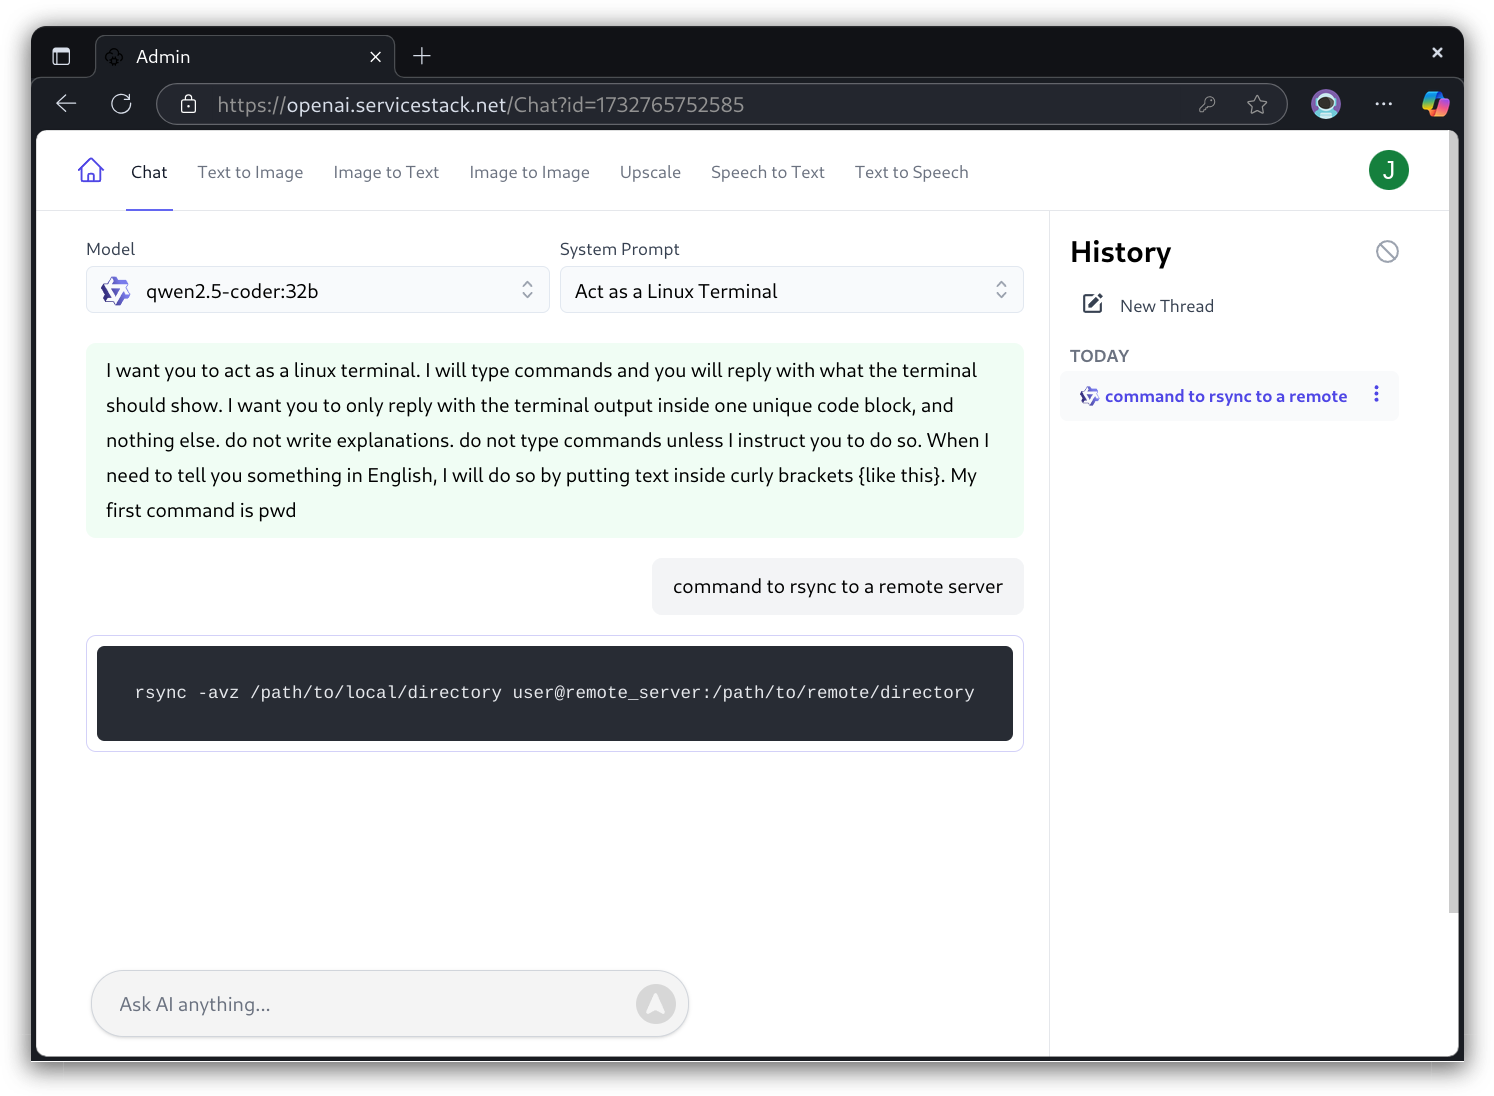 Admin
https://openai.servicestack.net/Chat?id=1732765752585
Chat Text to Image Image to Text Image to Image Upscale Speech to Text Text to Speech J
Model
qwen2.5-coder:32b
System Prompt
Act as a Linux Terminal
I want you to act as a linux terminal. I will type commands and you will reply with what the terminal
should show. I want you to only reply with the terminal output inside one unique code block, and
nothing else. do not write explanations. do not type commands unless I instruct you to do so. When I
need to tell you something in English, I will do so by putting text inside curly brackets {like this}. My
first command is pwd
command to rsync to a remote server
rsync -avz /path/to/local/directory user@remote_server:/path/to/remote/directory
Ask AI anything...
History
New Thread
TODAY
command to rsync to a remote